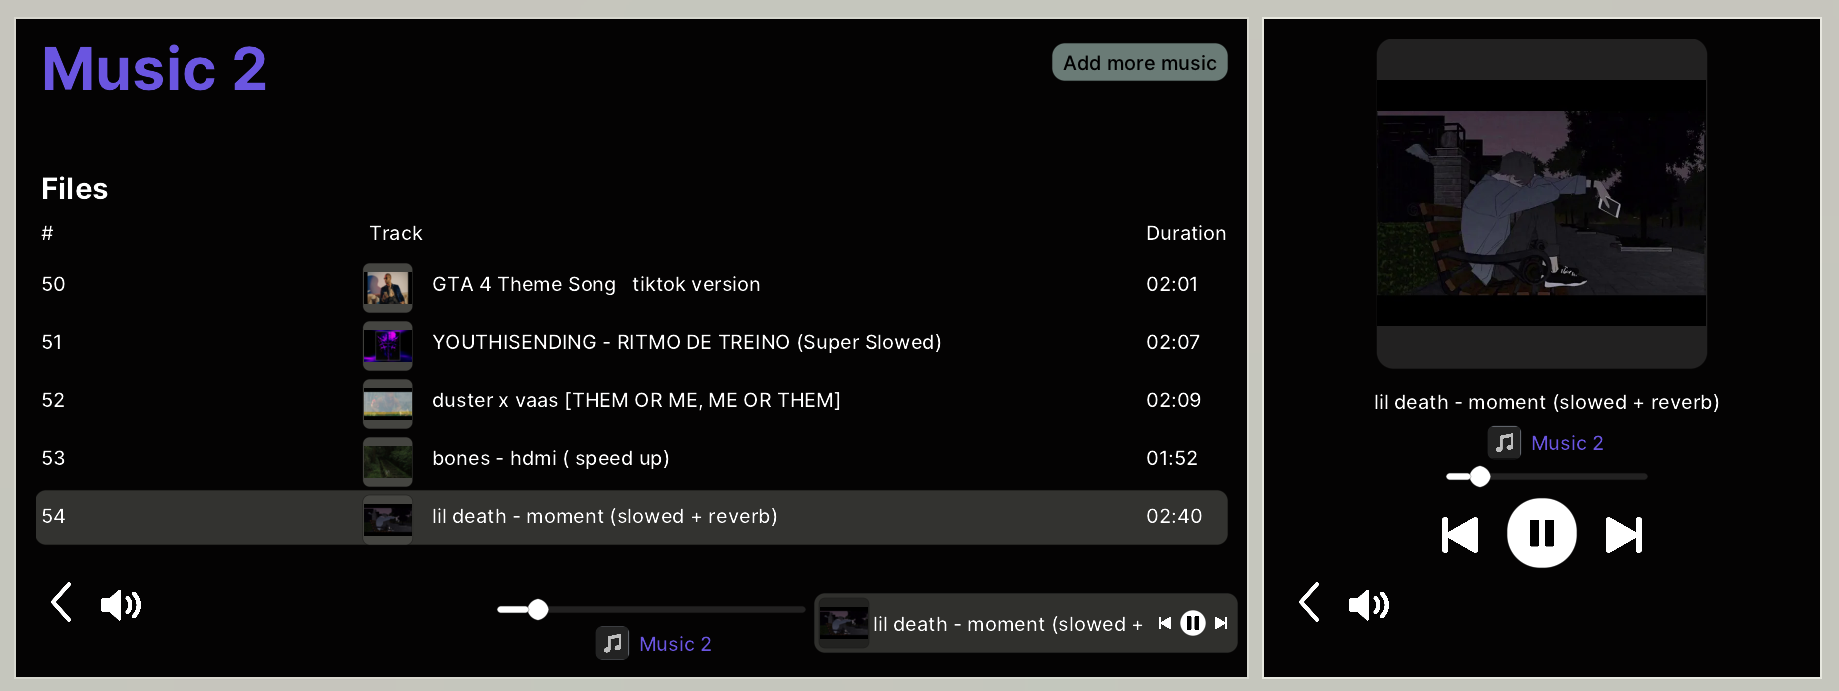 Music 2
Add more music
Files
# Track Duration
50 GTA 4 Theme Song   tiktok version 02:01
51 YOUTHISENDING - RITMO DE TREINO (Super Slowed) 02:07
52 duster x vaas [THEM OR ME, ME OR THEM] 02:09
53 bones - hdmi ( speed up) 01:52
54 lil death - moment (slowed + reverb) 02:40
lil death - moment (slowed +
Music 2
lil death - moment (slowed + reverb)
Music 2